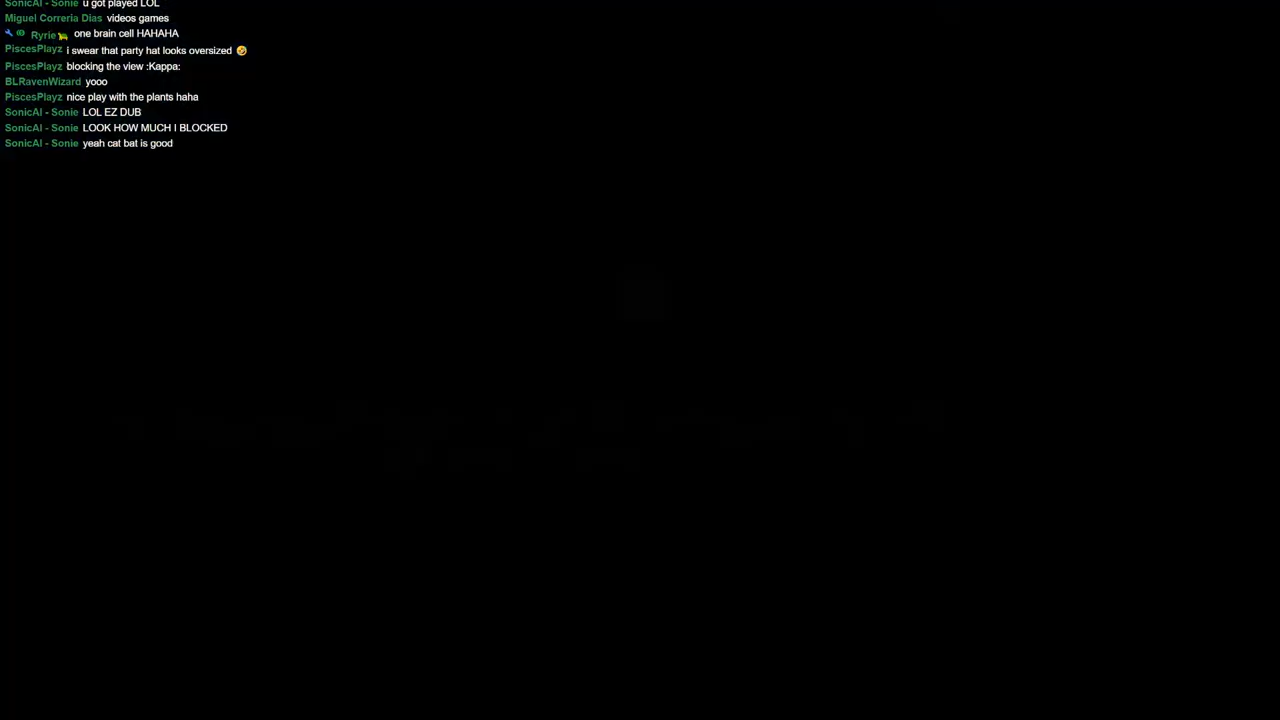 SonicAI - Sonie u got played LOL
Miguel Correria Dias videos games
Ryrie one brain cell HAHAHA
PiscesPlayz i swear that party hat looks oversized 🤣
PiscesPlayz blocking the view :Kappa:
BLRavenWizard yooo
PiscesPlayz nice play with the plants haha
SonicAI - Sonie LOL EZ DUB
SonicAI - Sonie LOOK HOW MUCH I BLOCKED
SonicAI - Sonie yeah cat bat is good